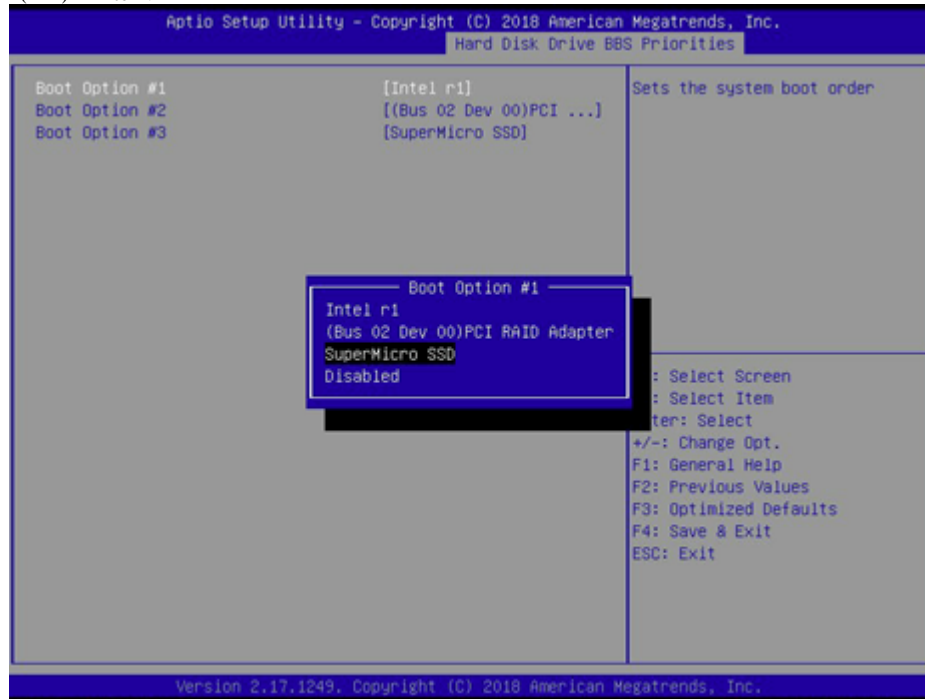 Aptio Setup Utility - Copyright (C) 2018 American Megatrends, Inc.
Hard Disk Drive BBS Priorities
Boot Option #1 [Intel r1]
Boot Option #2 [(Bus 02 Dev 00)PCI ...]
Boot Option #3 [SuperMicro SSD]
Sets the system boot order
Boot Option #1
Intel r1
(Bus 02 Dev 00)PCI RAID Adapter
SuperMicro SSD
Disabled
: Select Screen
: Select Item
ter: Select
+/-: Change Opt.
F1: General Help
F2: Previous Values
F3: Optimized Defaults
F4: Save & Exit
ESC: Exit
Version 2.17.1249. Copyright (C) 2018 American Megatrends, Inc.